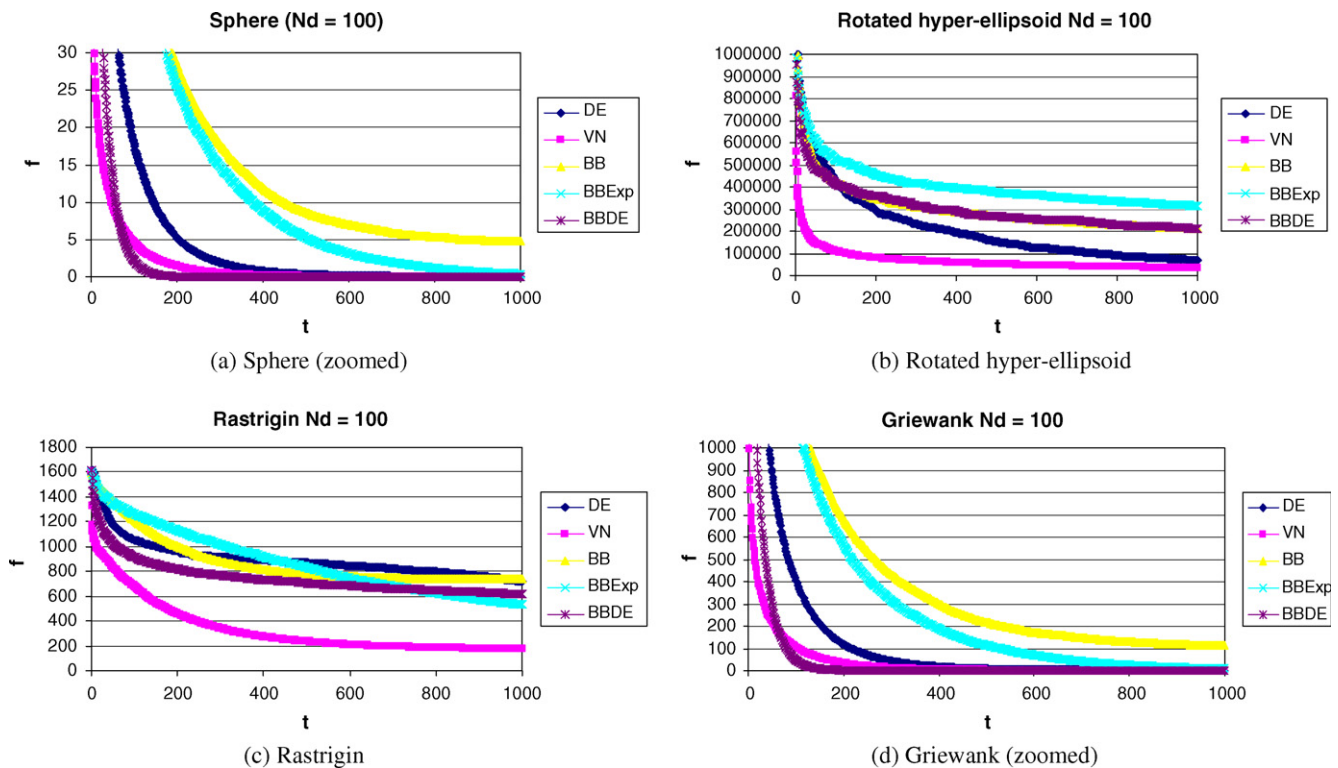 Sphere (Nd = 100)
30
25
20
15
10
5
0
f
0 200 400 600 800 1000
t
DE
VN
BB
BBExp
BBDE
(a) Sphere (zoomed)
Rotated hyper-ellipsoid Nd = 100
1000000
900000
800000
700000
600000
500000
400000
300000
200000
100000
0
f
0 200 400 600 800 1000
t
DE
VN
BB
BBExp
BBDE
(b) Rotated hyper-ellipsoid
Rastrigin Nd = 100
1800
1600
1400
1200
1000
800
600
400
200
0
f
0 200 400 600 800 1000
t
DE
VN
BB
BBExp
BBDE
(c) Rastrigin
Griewank Nd = 100
1000
900
800
700
600
500
400
300
200
100
0
f
0 200 400 600 800 1000
t
DE
VN
BB
BBExp
BBDE
(d) Griewank (zoomed)